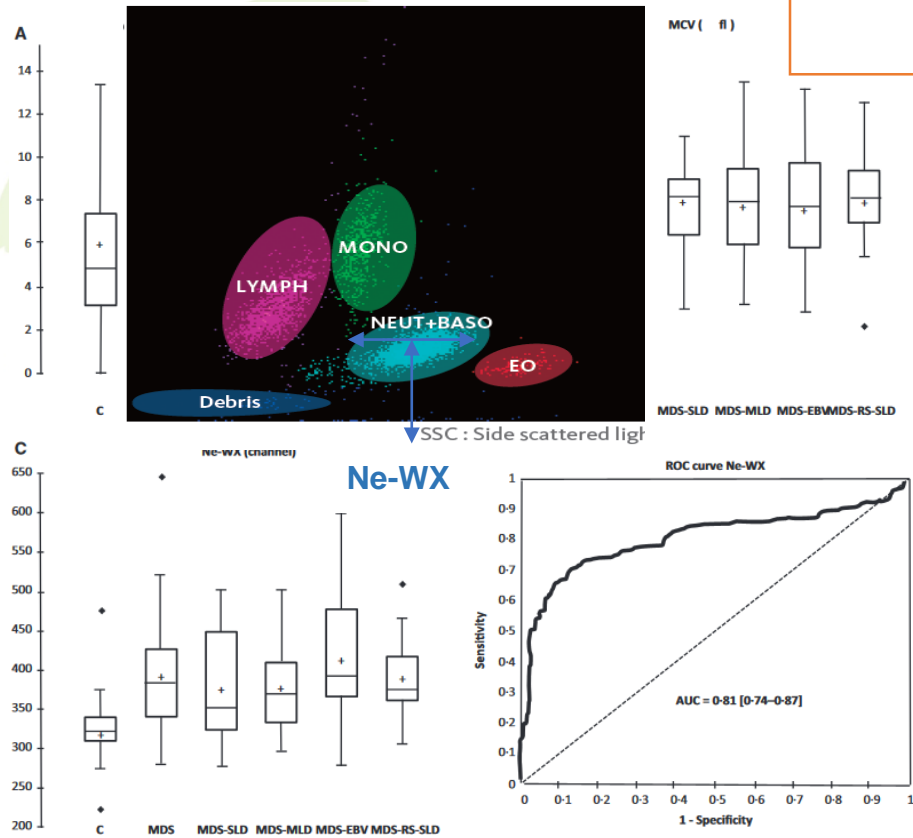 A
MCV ( fl)
14
12
10
8
6
4
2
0
C
MONO
LYMPH
NEUT+BASO
EO
Debris
MDS-SLD MDS-MLD MDS-EBV MDS-RS-SLD
SSC : Side scattered ligh
Ne-WX
C
Ne-WX (channel)
650
600
550
500
450
400
350
300
250
200
C MDS MDS-SLD MDS-MLD MDS-EBV MDS-RS-SLD
ROC curve Ne-WX
1
0·9
0·8
0·7
0·6
0·5
0·4
0·3
0·2
0·1
0
Sensitivity
AUC = 0·81 [0·74–0·87]
0 0·1 0·2 0·3 0·4 0·5 0·6 0·7 0·8 0·9 1
1 - Specificity